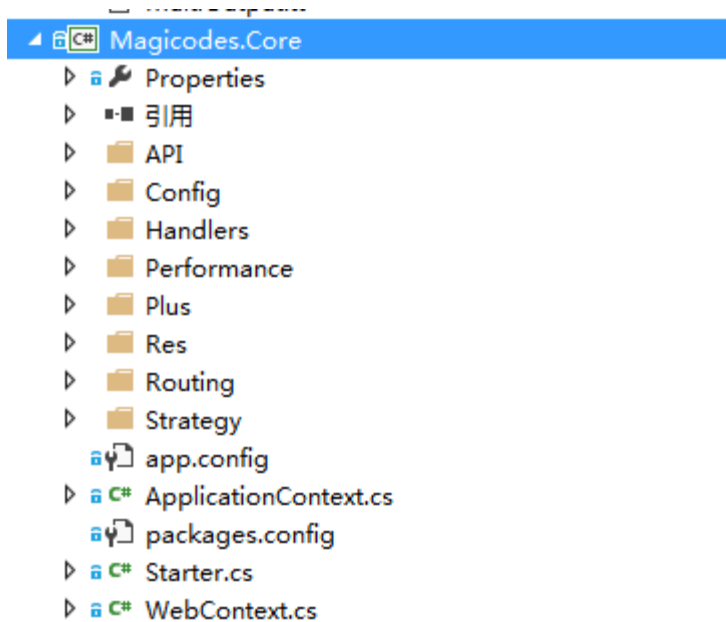 C# Magicodes.Core
Properties
引用
API
Config
Handlers
Performance
Plus
Res
Routing
Strategy
app.config
C# ApplicationContext.cs
packages.config
C# Starter.cs
C# WebContext.cs